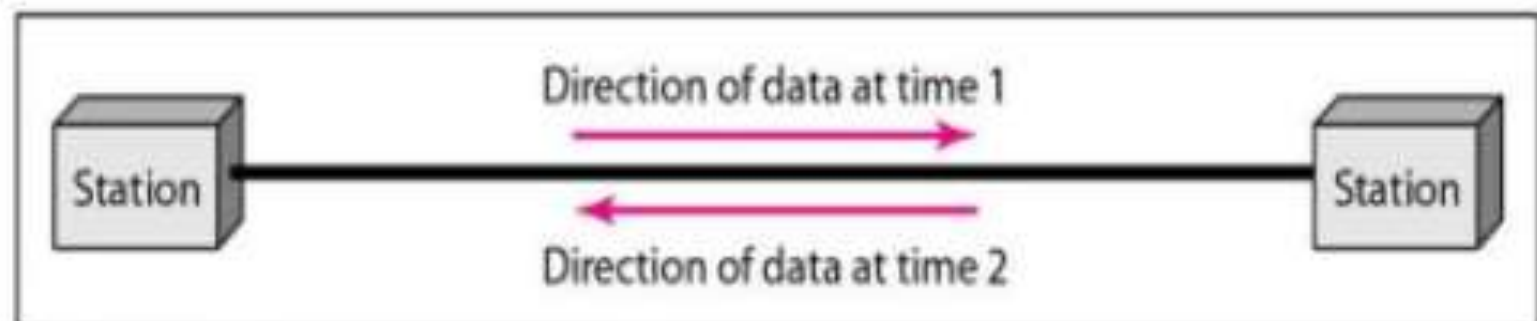 Direction of data at time 1
Station
Station
Direction of data at time 2